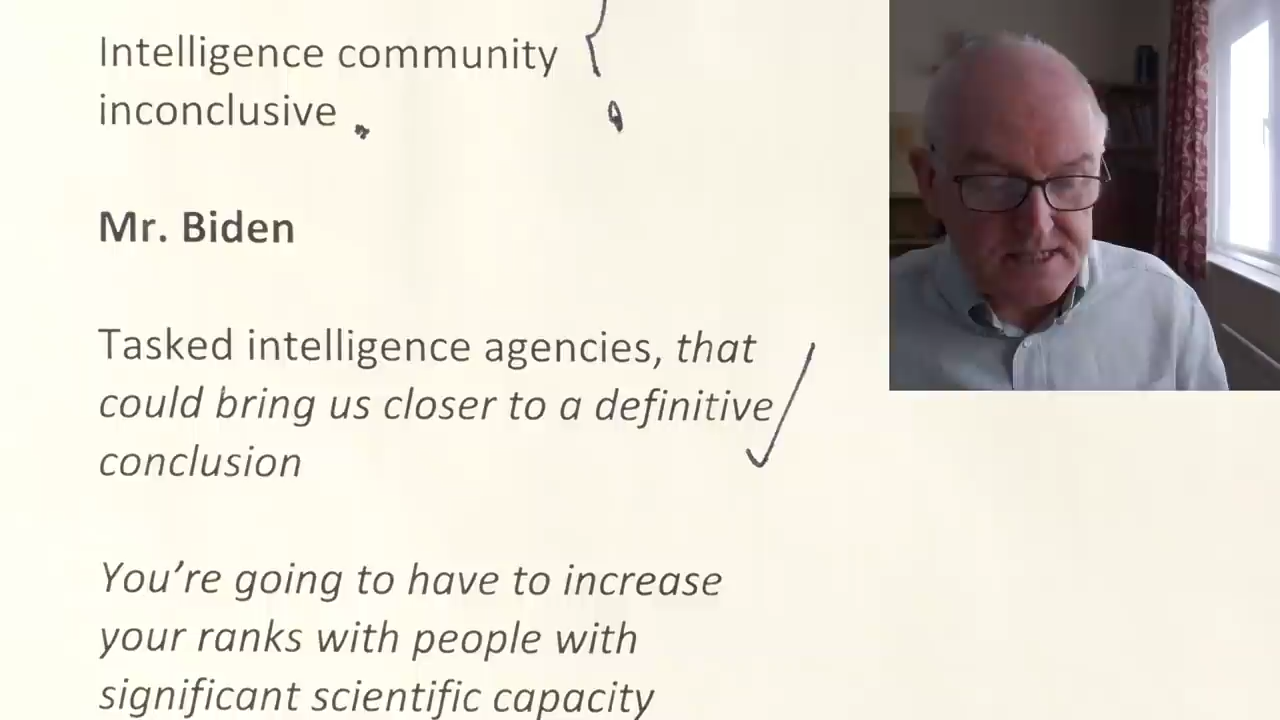 Intelligence community
inconclusive
Mr. Biden
Tasked intelligence agencies, that
could bring us closer to a definitive
conclusion
You’re going to have to increase
your ranks with people with
significant scientific capacity